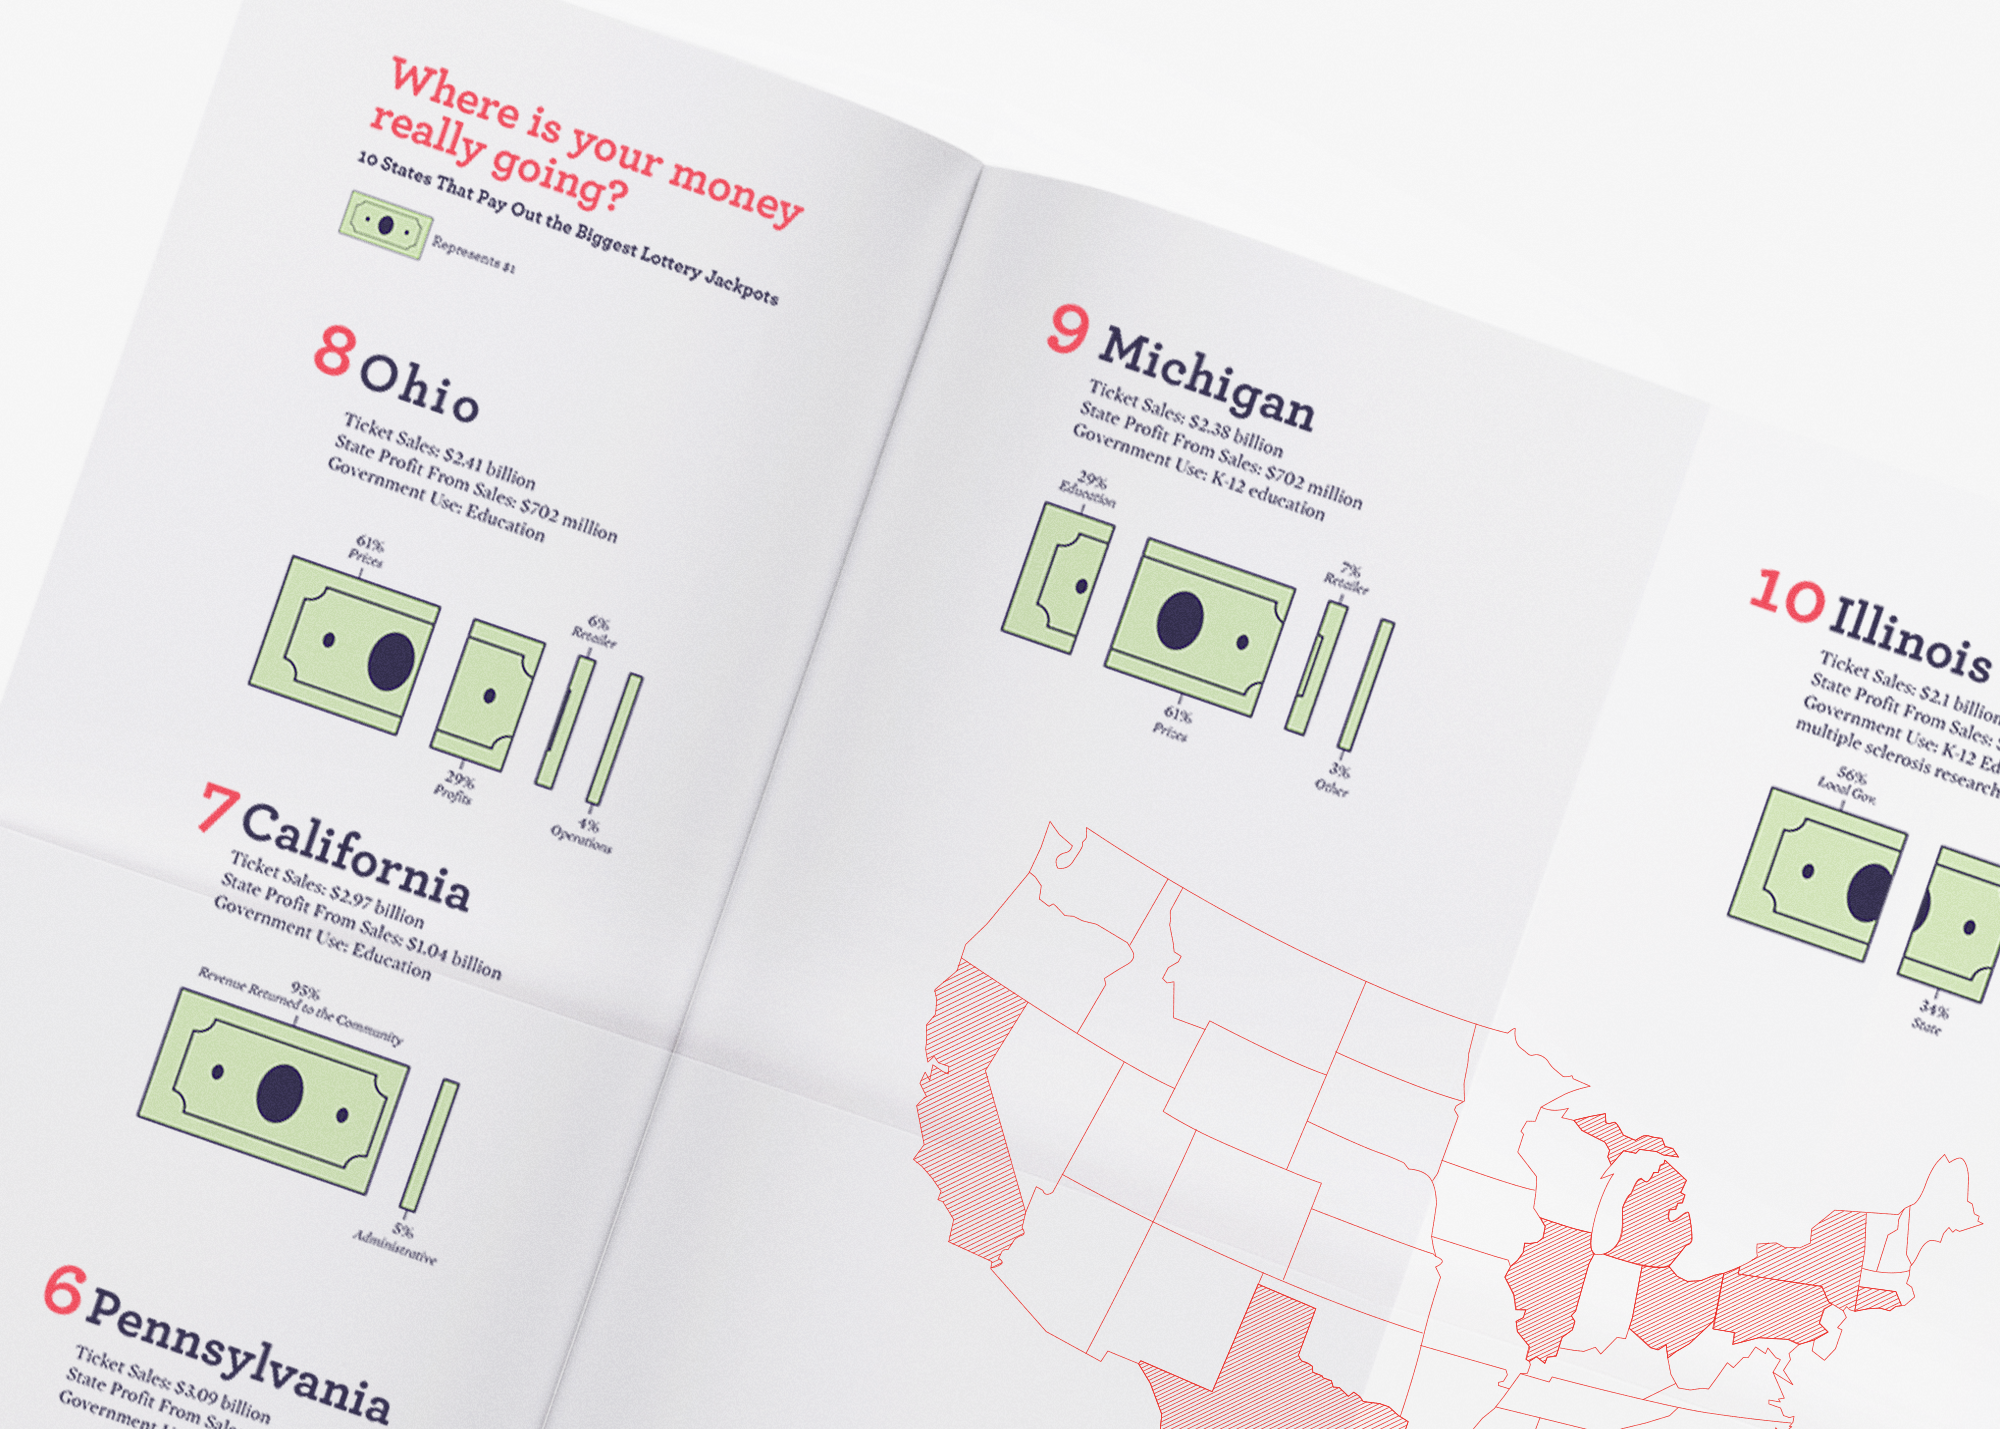 Where is your money
really going?
10 States That Pay Out the Biggest Lottery Jackpots
Represents $1
8 Ohio
Ticket Sales: $2.41 billion
State Profit From Sales: $702 million
Government Use: Education
61%
Prizes
29%
Profits
6%
Retailer
4%
Operations
7 California
Ticket Sales: $2.97 billion
State Profit From Sales: $1.04 billion
Government Use: Education
95%
Revenue Returned to the Community
5%
Administrative
6 Pennsylvania
Ticket Sales: $3.09 billion
State Profit From
Government
9 Michigan
Ticket Sales: $2.38 billion
State Profit From Sales: $702 million
Government Use: K-12 education
29%
Education
61%
Prizes
7%
Retailer
3%
Other
10 Illinois
Ticket Sales: $2.1 billion
State Profit From Sales:
Government Use: K-12 Ed
multiple sclerosis research
56%
Local Gov.
34%
State